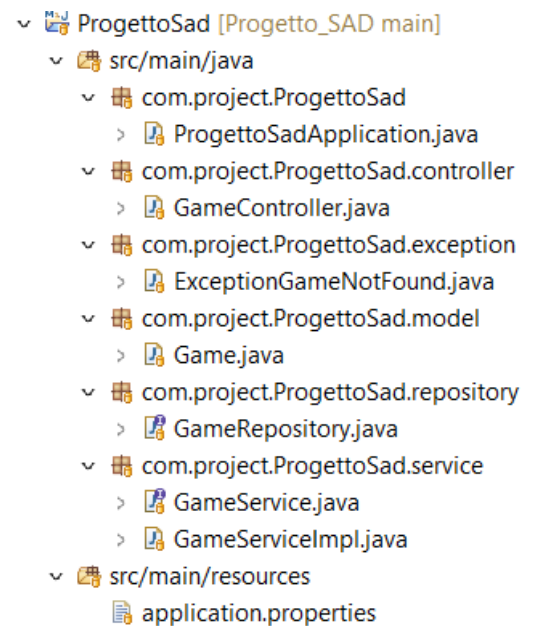 ProgettoSad [Progetto_SAD main]
src/main/java
com.project.ProgettoSad
ProgettoSadApplication.java
com.project.ProgettoSad.controller
GameController.java
com.project.ProgettoSad.exception
ExceptionGameNotFound.java
com.project.ProgettoSad.model
Game.java
com.project.ProgettoSad.repository
GameRepository.java
com.project.ProgettoSad.service
GameService.java
GameServiceImpl.java
src/main/resources
application.properties